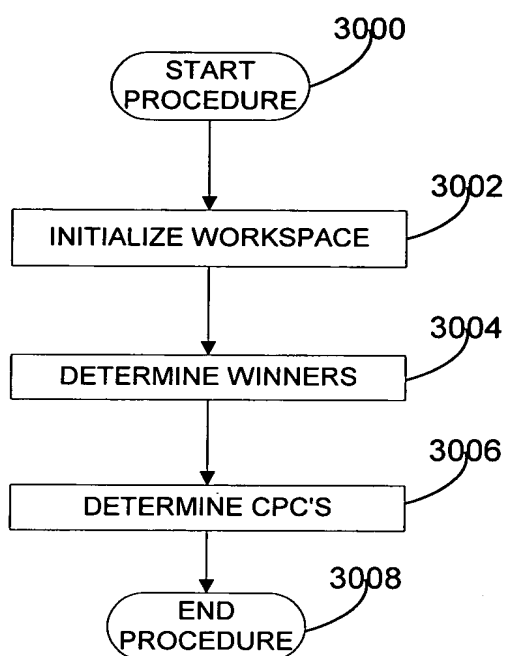 3000
START
PROCEDURE
3002
INITIALIZE WORKSPACE
3004
DETERMINE WINNERS
3006
DETERMINE CPC'S
3008
END
PROCEDURE